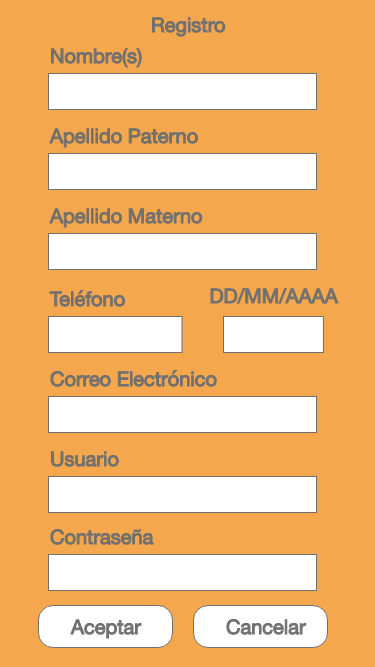 Registro
Nombre(s)
Apellido Paterno
Apellido Materno
Teléfono
DD/MM/AAAA
Correo Electrónico
Usuario
Contraseña
Aceptar
Cancelar